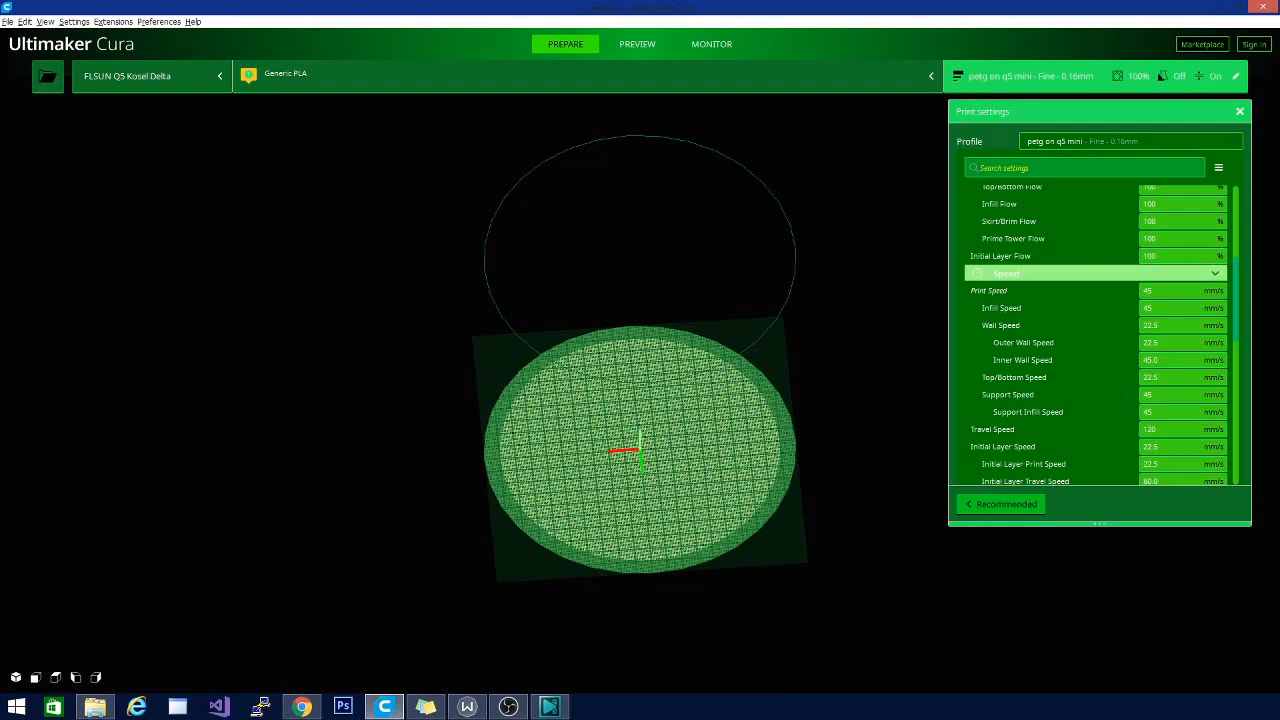 File Edit View Settings Extensions Preferences Help
Ultimaker Cura
PREPARE
PREVIEW
MONITOR
Marketplace
Sign in
FLSUN Q5 Kosel Delta
Generic PLA
petg on q5 mini - Fine - 0.16mm
100%
Off
On
Print settings
Profile
petg on q5 mini - Fine - 0.16mm
Search settings
Top/Bottom Flow 100 %
Infill Flow 100 %
Skirt/Brim Flow 100 %
Prime Tower Flow 100 %
Initial Layer Flow 100 %
Speed
Print Speed 45 mm/s
Infill Speed 45 mm/s
Wall Speed 22.5 mm/s
Outer Wall Speed 22.5 mm/s
Inner Wall Speed 45.0 mm/s
Top/Bottom Speed 22.5 mm/s
Support Speed 45 mm/s
Support Infill Speed 45 mm/s
Travel Speed 120 mm/s
Initial Layer Speed 22.5 mm/s
Initial Layer Print Speed 22.5 mm/s
Initial Layer Travel Speed 60.0 mm/s
Recommended
Ps